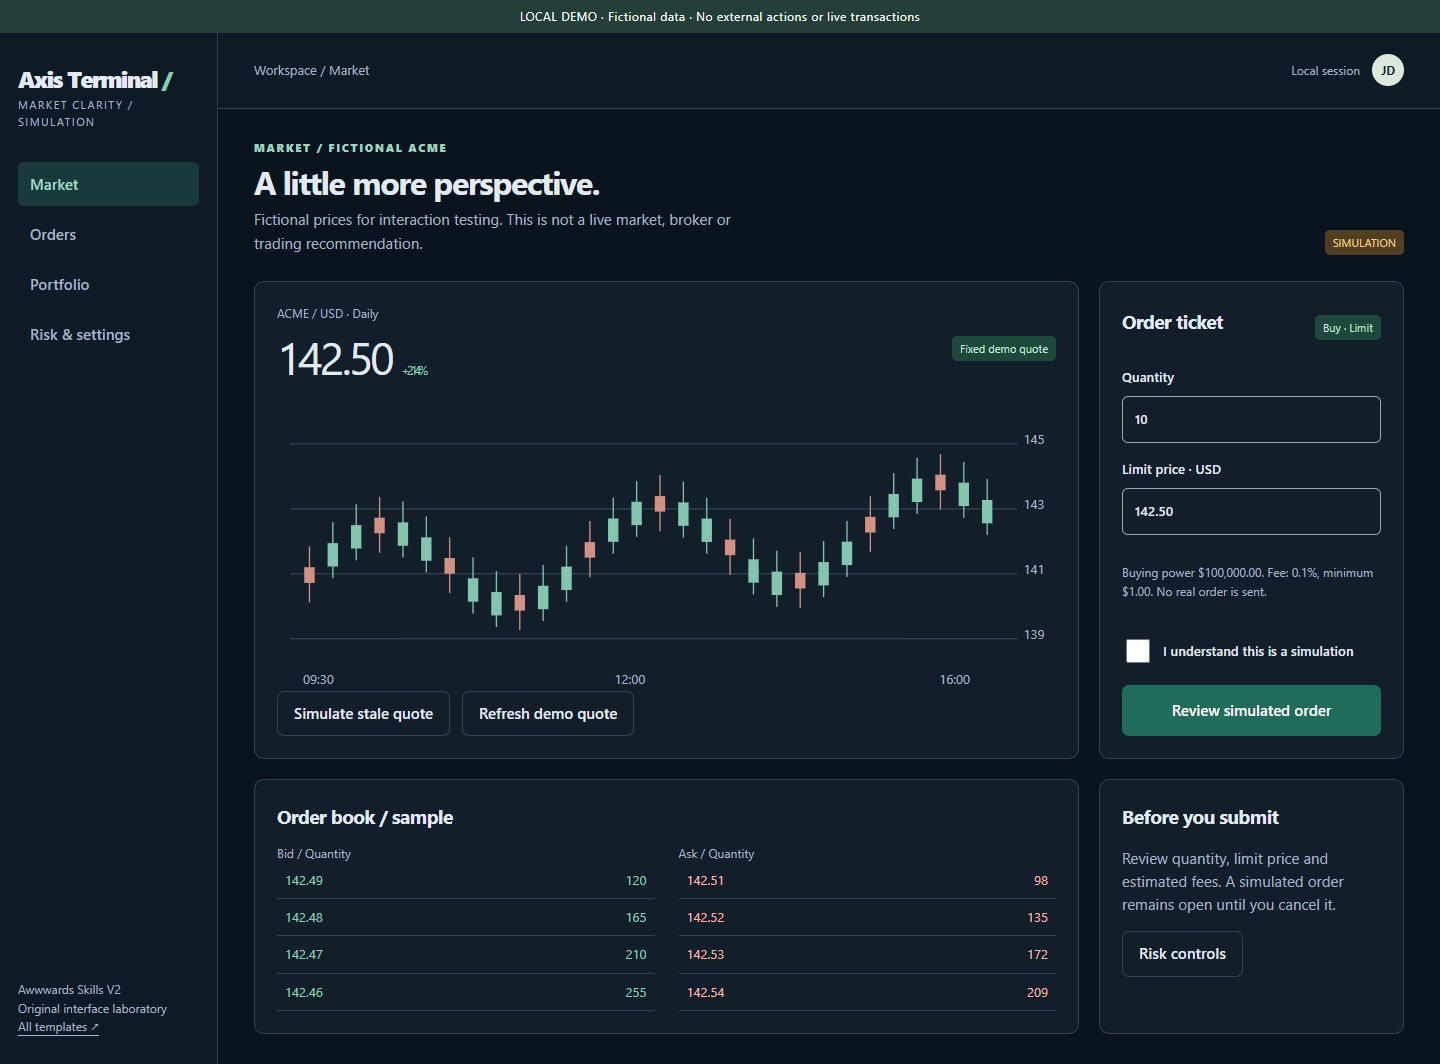 LOCAL DEMO · Fictional data · No external actions or live transactions
Axis Terminal /
MARKET CLARITY /
SIMULATION
Market
Orders
Portfolio
Risk & settings
Awwwards Skills V2
Original interface laboratory
All templates ↗
Workspace / Market
Local session
JD
MARKET / FICTIONAL ACME
A little more perspective.
Fictional prices for interaction testing. This is not a live market, broker or
trading recommendation.
SIMULATION
ACME / USD · Daily
142.50 +2.14%
Fixed demo quote
145
143
141
139
09:30
12:00
16:00
Simulate stale quote
Refresh demo quote
Order ticket
Buy · Limit
Quantity
10
Limit price · USD
142.50
Buying power $100,000.00. Fee: 0.1%, minimum
$1.00. No real order is sent.
I understand this is a simulation
Review simulated order
Order book / sample
Bid / Quantity
142.49 120
142.48 165
142.47 210
142.46 255
Ask / Quantity
142.51 98
142.52 135
142.53 172
142.54 209
Before you submit
Review quantity, limit price and
estimated fees. A simulated order
remains open until you cancel it.
Risk controls